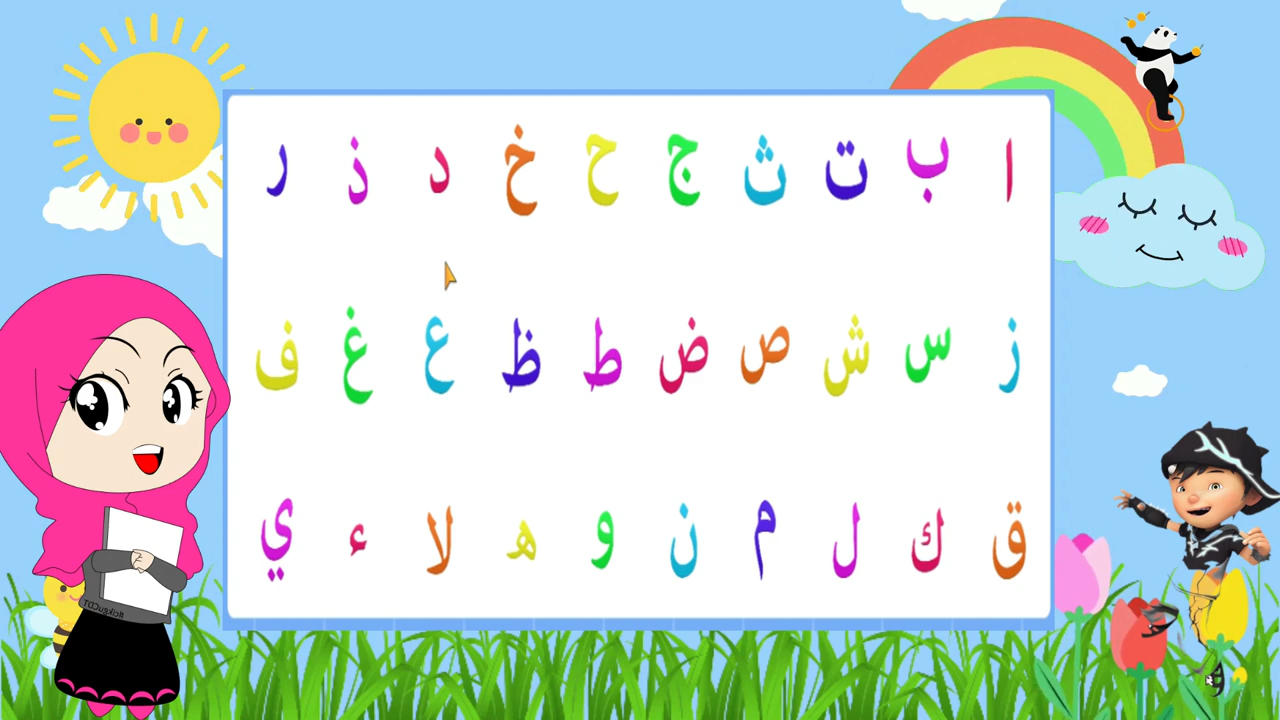 ا ب ت ث ج ح خ د ذ ر
ز س ش ص ض ط ظ ع غ ف
ق ك ل م ن و ه لا ء ي